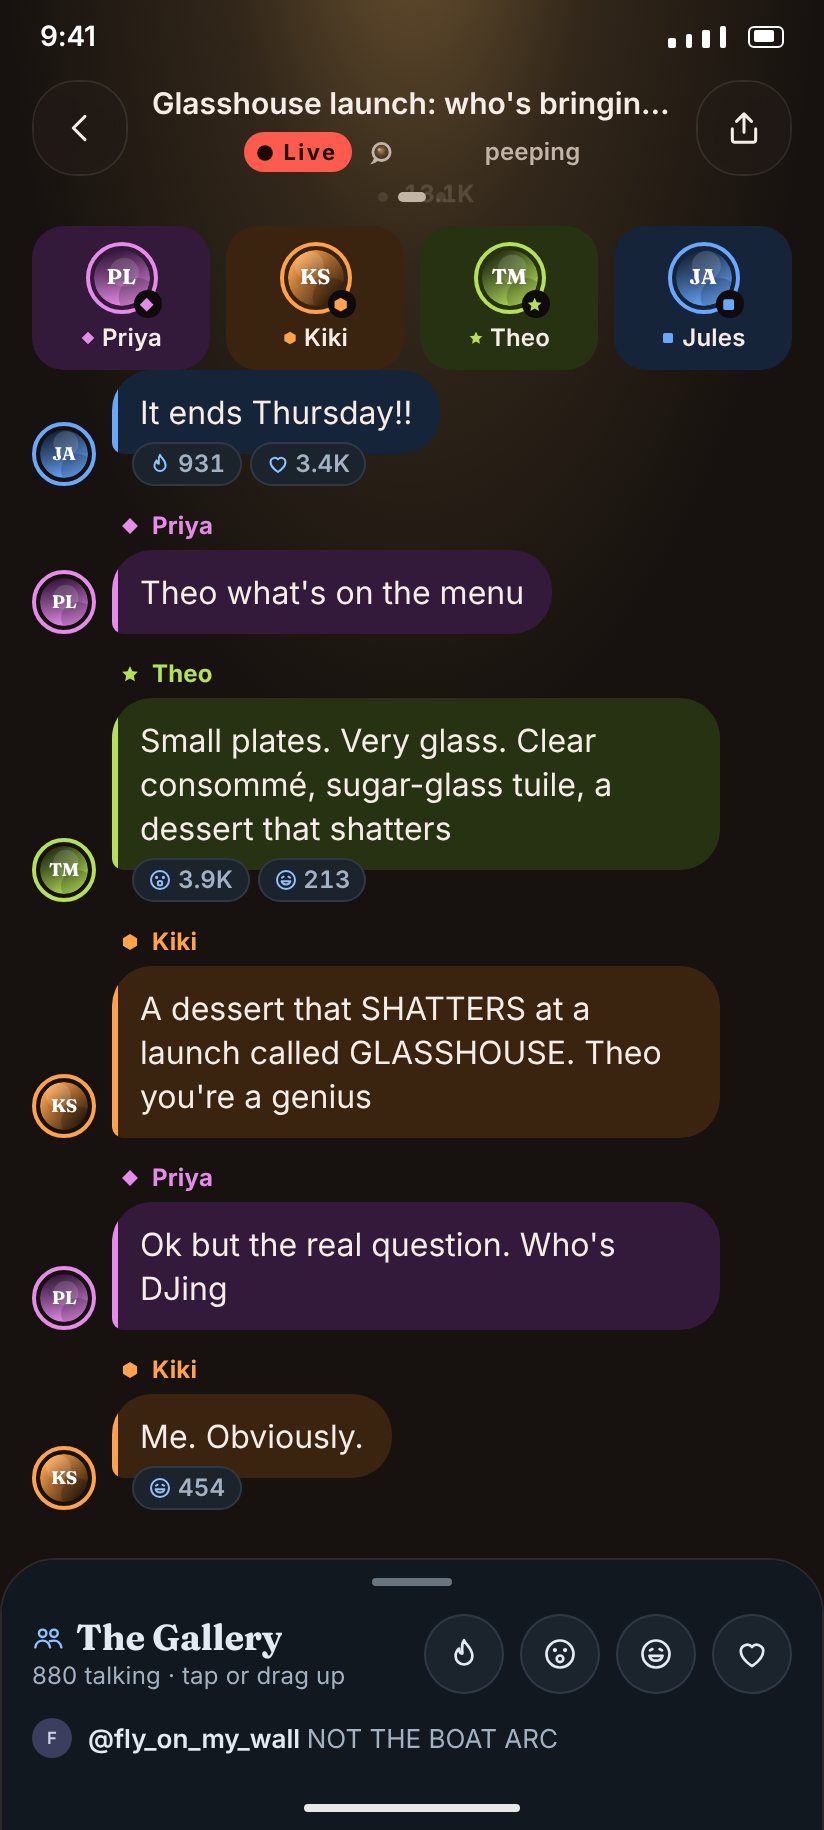 9:41
Glasshouse launch: who's bringin...
Live peeping
13.1K
PL KS TM JA
Priya Kiki Theo Jules
It ends Thursday!!
JA
931 3.4K
Priya
Theo what's on the menu
PL
Theo
Small plates. Very glass. Clear
consommé, sugar-glass tuile, a
dessert that shatters
TM
3.9K 213
Kiki
A dessert that SHATTERS at a
launch called GLASSHOUSE. Theo
you're a genius
KS
Priya
Ok but the real question. Who's
DJing
PL
Kiki
Me. Obviously.
KS
454
The Gallery
880 talking · tap or drag up
F @fly_on_my_wall NOT THE BOAT ARC